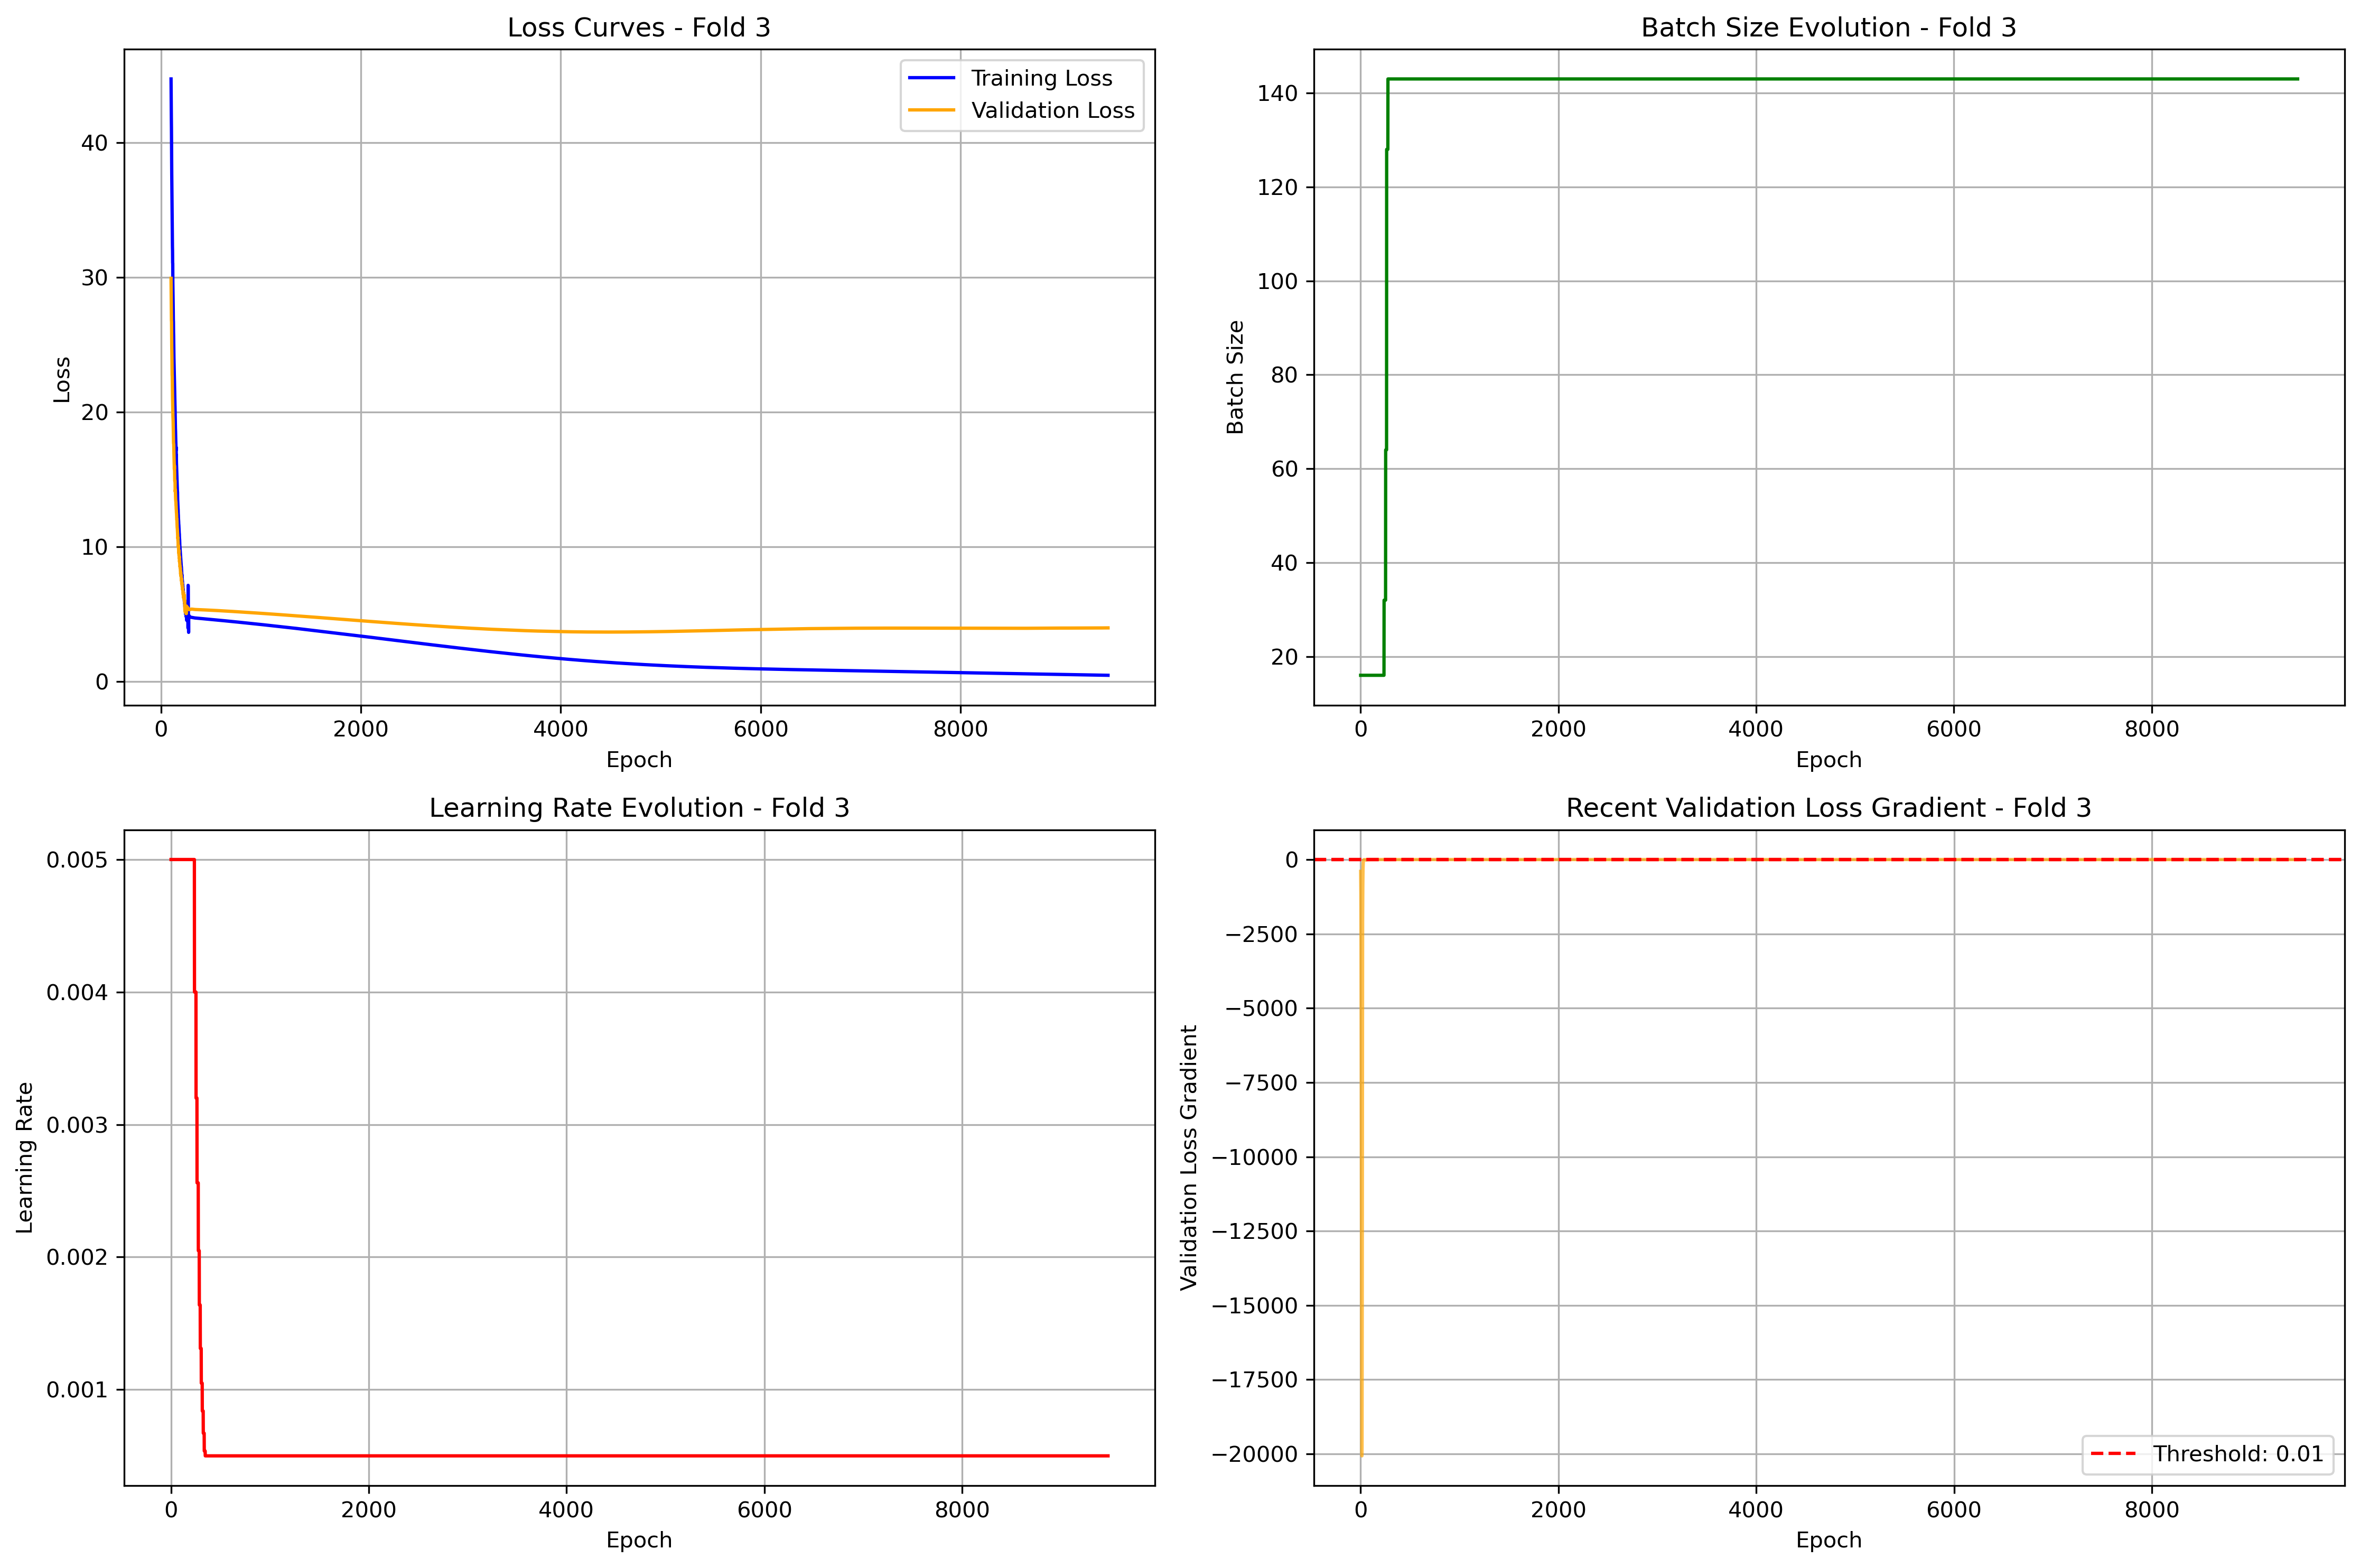 Loss Curves - Fold 3
Training Loss
Validation Loss
40
30
20
10
0
Loss
0 2000 4000 6000 8000
Epoch
Batch Size Evolution - Fold 3
140
120
100
80
60
40
20
Batch Size
0 2000 4000 6000 8000
Epoch
Learning Rate Evolution - Fold 3
0.005
0.004
0.003
0.002
0.001
Learning Rate
0 2000 4000 6000 8000
Epoch
Recent Validation Loss Gradient - Fold 3
0
−2500
−5000
−7500
−10000
−12500
−15000
−17500
−20000
Validation Loss Gradient
Threshold: 0.01
0 2000 4000 6000 8000
Epoch